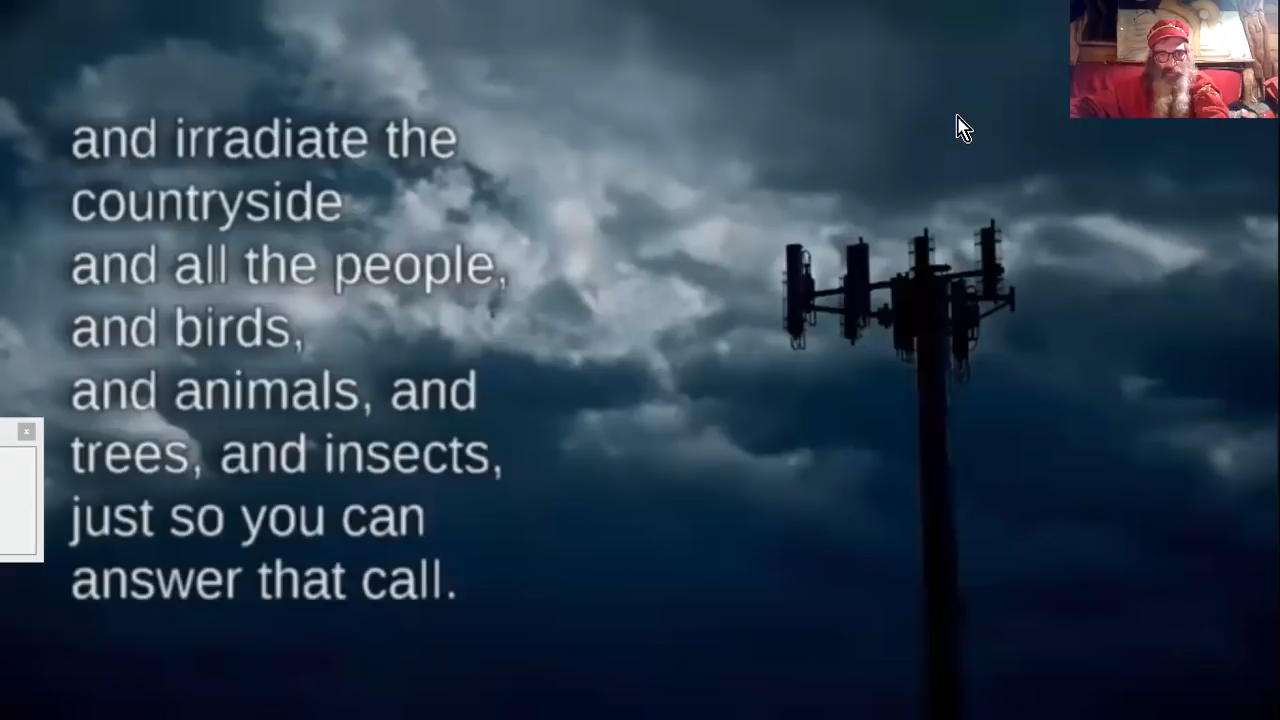 and irradiate the
countryside
and all the people,
and birds,
and animals, and
trees, and insects,
just so you can
answer that call.